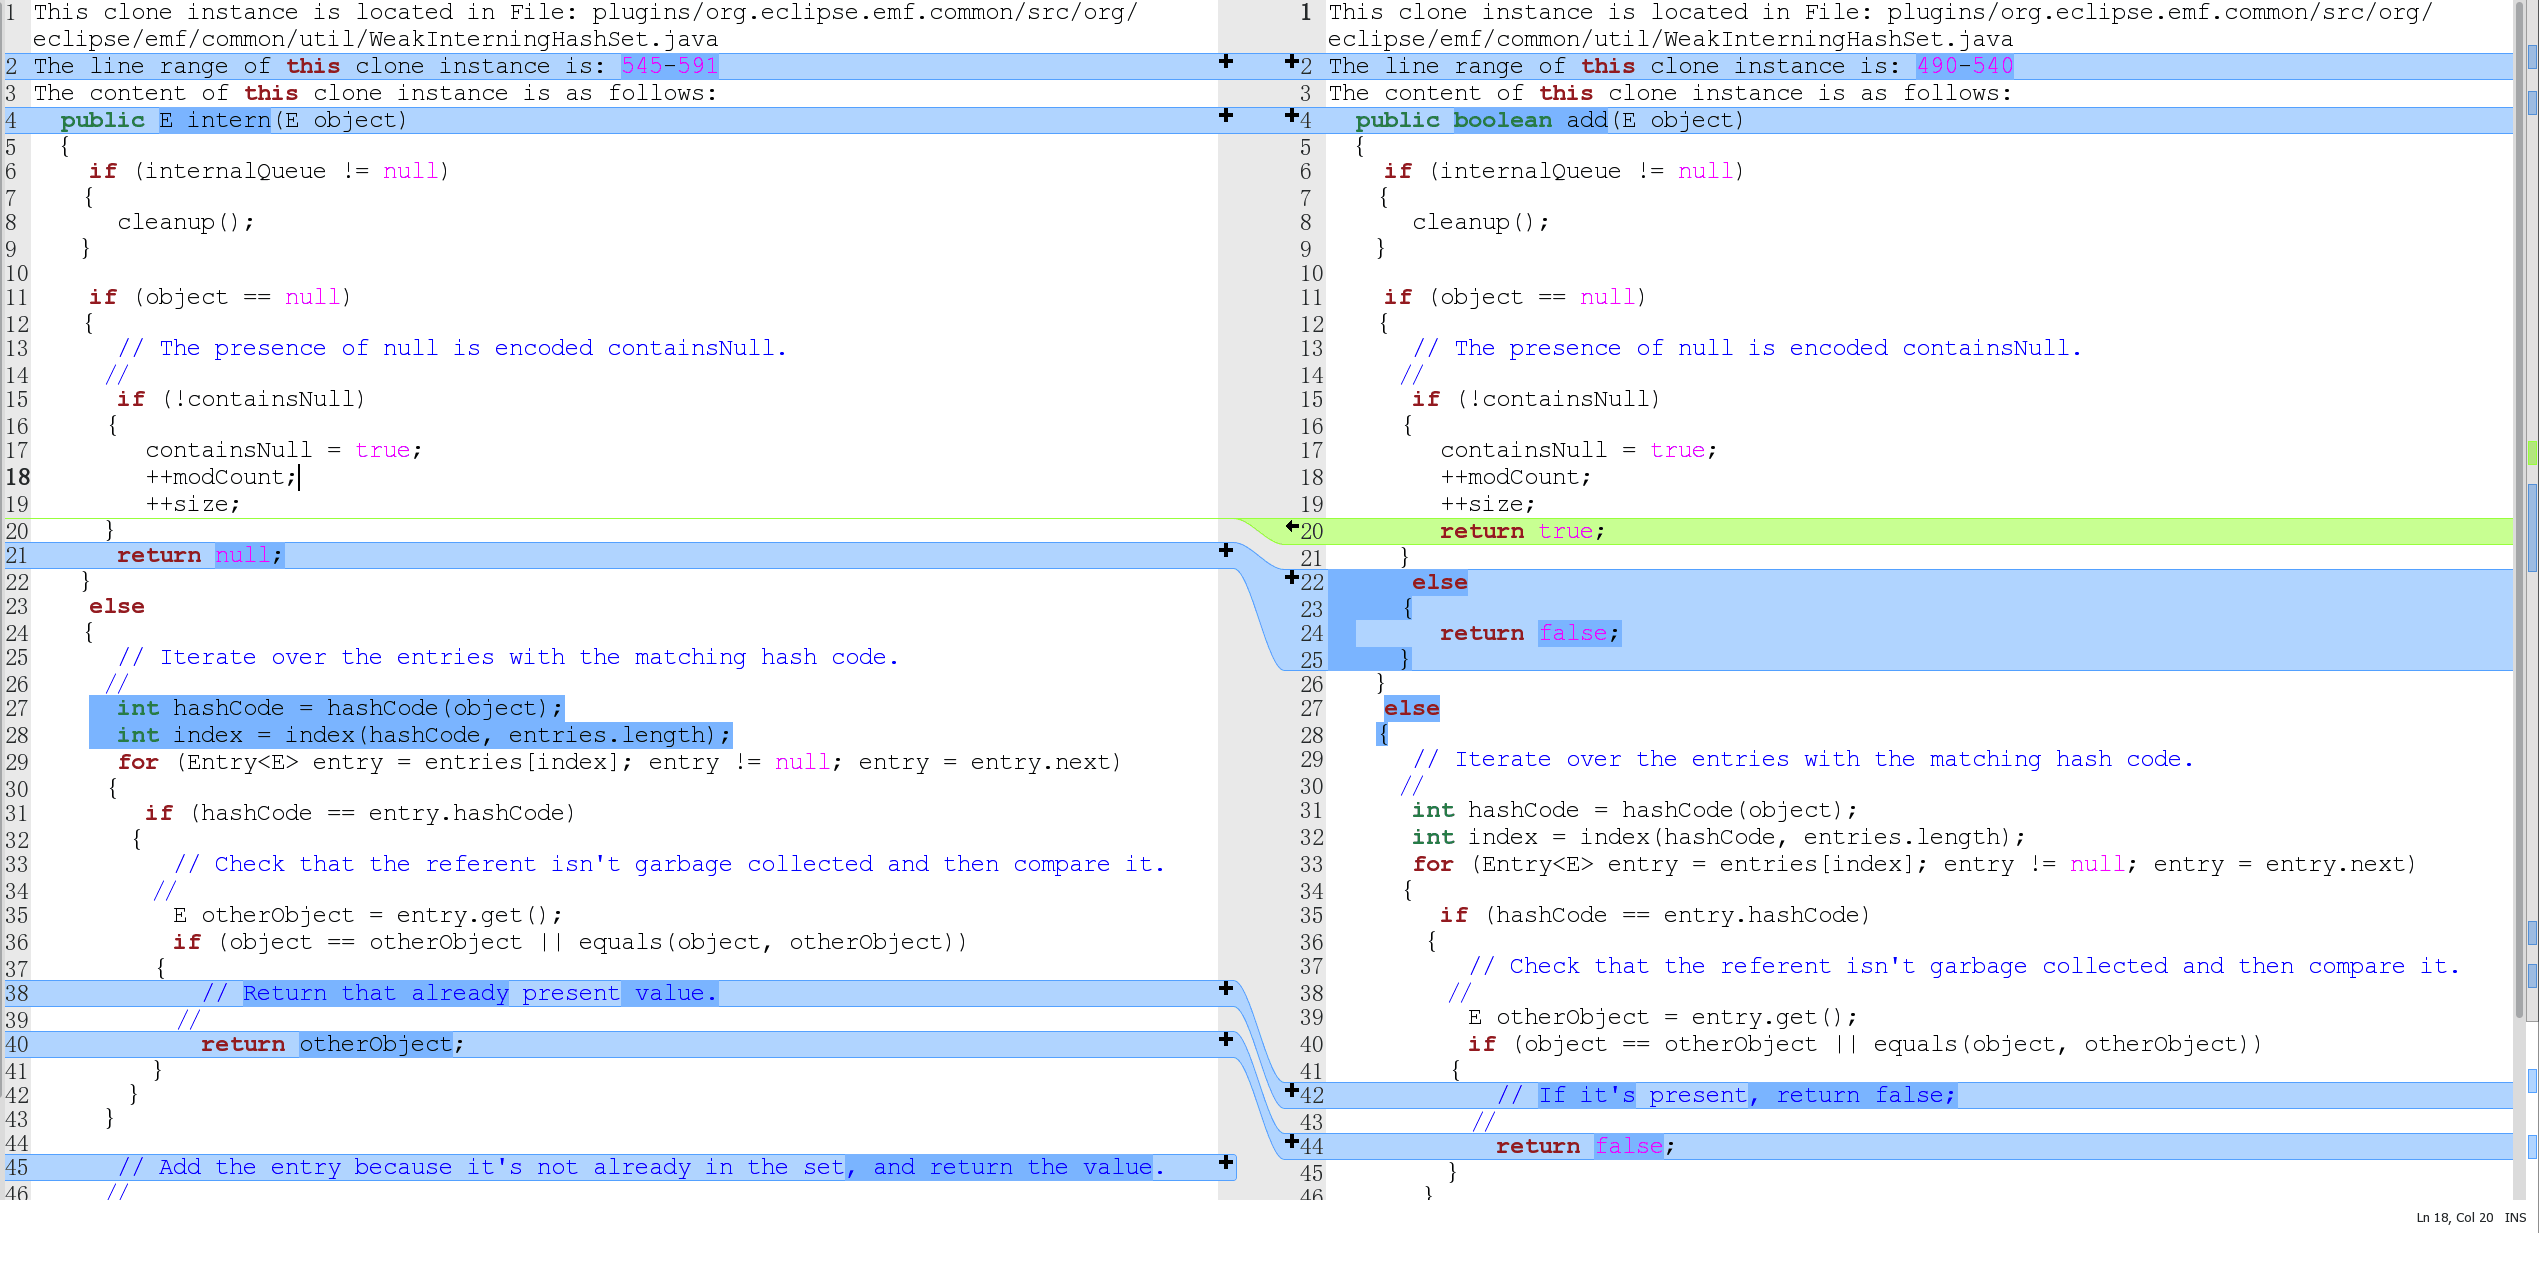 1 This clone instance is located in File: plugins/org.eclipse.emf.common/src/org/
eclipse/emf/common/util/WeakInterningHashSet.java
2 The line range of this clone instance is: 545-591
3 The content of this clone instance is as follows:
4 public E intern(E object)
5 {
6 if (internalQueue != null)
7 {
8 cleanup();
9 }
10
11 if (object == null)
12 {
13 // The presence of null is encoded containsNull.
14 //
15 if (!containsNull)
16 {
17 containsNull = true;
18 ++modCount;
19 ++size;
20 }
21 return null;
22 }
23 else
24 {
25 // Iterate over the entries with the matching hash code.
26 //
27 int hashCode = hashCode(object);
28 int index = index(hashCode, entries.length);
29 for (Entry<E> entry = entries[index]; entry != null; entry = entry.next)
30 {
31 if (hashCode == entry.hashCode)
32 {
33 // Check that the referent isn't garbage collected and then compare it.
34 //
35 E otherObject = entry.get();
36 if (object == otherObject || equals(object, otherObject))
37 {
38 // Return that already present value.
39 //
40 return otherObject;
41 }
42 }
43 }
44
45 // Add the entry because it's not already in the set, and return the value.
46 //
1 This clone instance is located in File: plugins/org.eclipse.emf.common/src/org/
eclipse/emf/common/util/WeakInterningHashSet.java
2 The line range of this clone instance is: 490-540
3 The content of this clone instance is as follows:
4 public boolean add(E object)
5 {
6 if (internalQueue != null)
7 {
8 cleanup();
9 }
10
11 if (object == null)
12 {
13 // The presence of null is encoded containsNull.
14 //
15 if (!containsNull)
16 {
17 containsNull = true;
18 ++modCount;
19 ++size;
20 return true;
21 }
22 else
23 {
24 return false;
25 }
26 }
27 else
28 {
29 // Iterate over the entries with the matching hash code.
30 //
31 int hashCode = hashCode(object);
32 int index = index(hashCode, entries.length);
33 for (Entry<E> entry = entries[index]; entry != null; entry = entry.next)
34 {
35 if (hashCode == entry.hashCode)
36 {
37 // Check that the referent isn't garbage collected and then compare it.
38 //
39 E otherObject = entry.get();
40 if (object == otherObject || equals(object, otherObject))
41 {
42 // If it's present, return false;
43 //
44 return false;
45 }
46 }
Ln 18, Col 20 INS